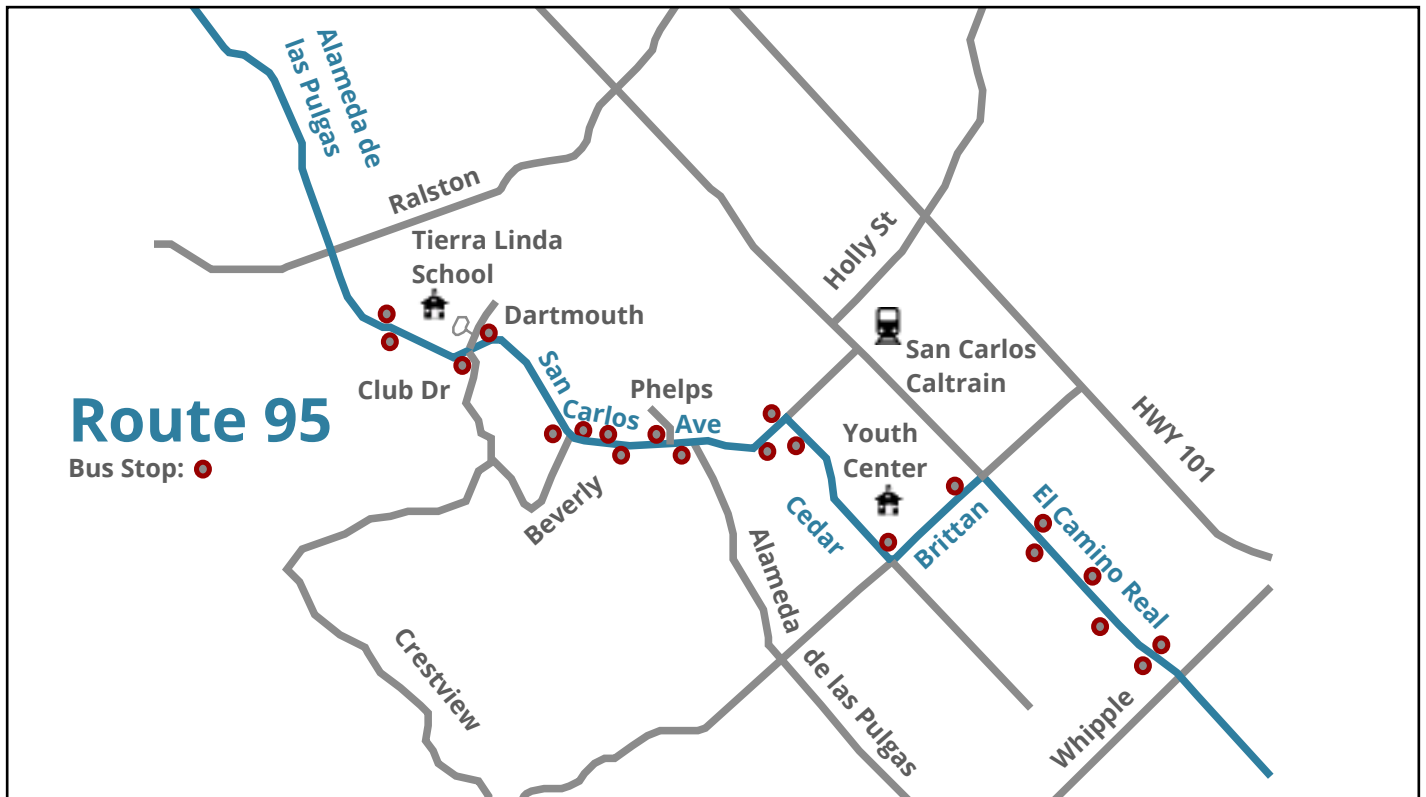 Alameda de
las Pulgas
Ralston
Tierra Linda
School
Dartmouth
Holly St
San Carlos
Caltrain
Club Dr
San
Carlos
Ave
Phelps
Route 95
Bus Stop:
Youth
Center
HWY 101
Beverly
Cedar
Brittan
El Camino Real
Alameda
de las Pulgas
Crestview
Whipple